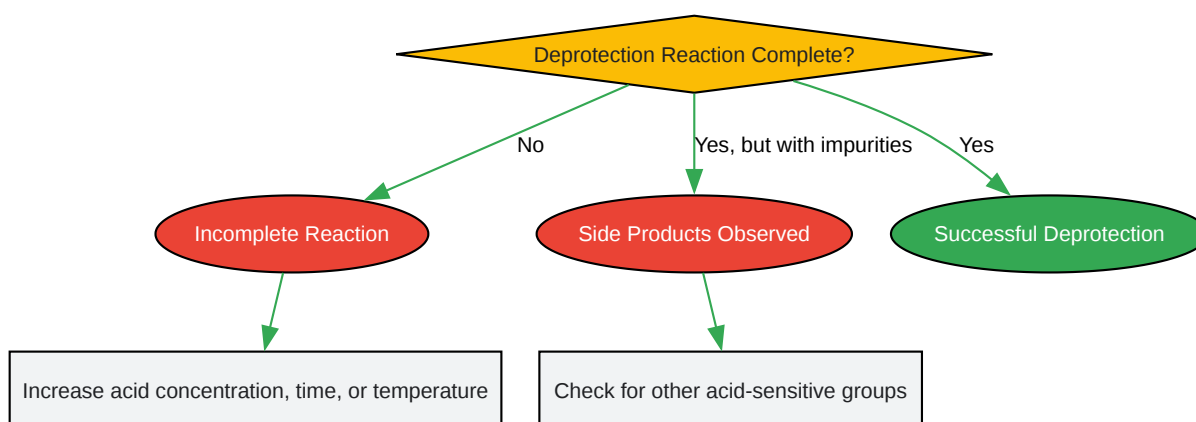 Deprotection Reaction Complete?
No
Yes, but with impurities
Yes
Incomplete Reaction
Side Products Observed
Successful Deprotection
Increase acid concentration, time, or temperature
Check for other acid-sensitive groups